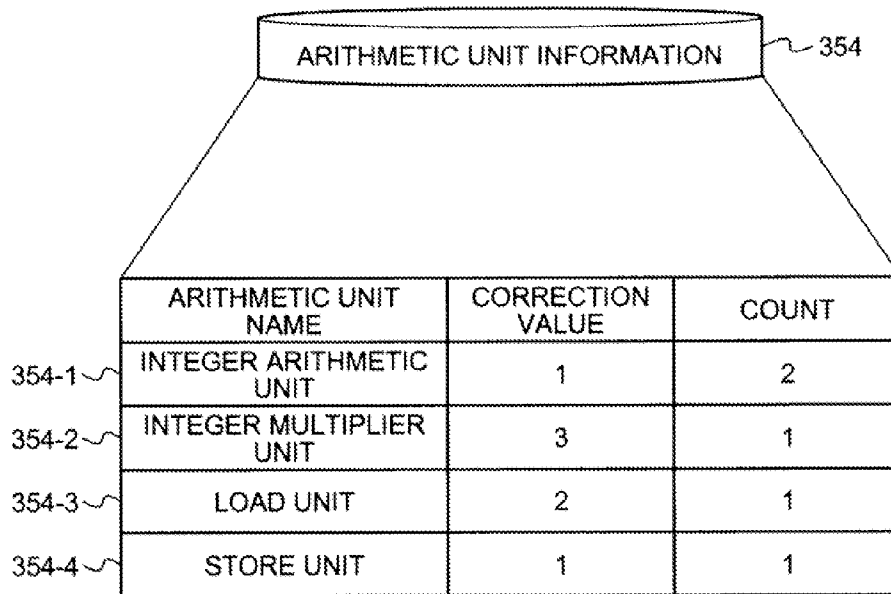 ARITHMETIC UNIT INFORMATION
354
ARITHMETIC UNIT NAME
CORRECTION VALUE
COUNT
354-1
INTEGER ARITHMETIC UNIT
1
2
354-2
INTEGER MULTIPLIER UNIT
3
1
354-3
LOAD UNIT
2
1
354-4
STORE UNIT
1
1